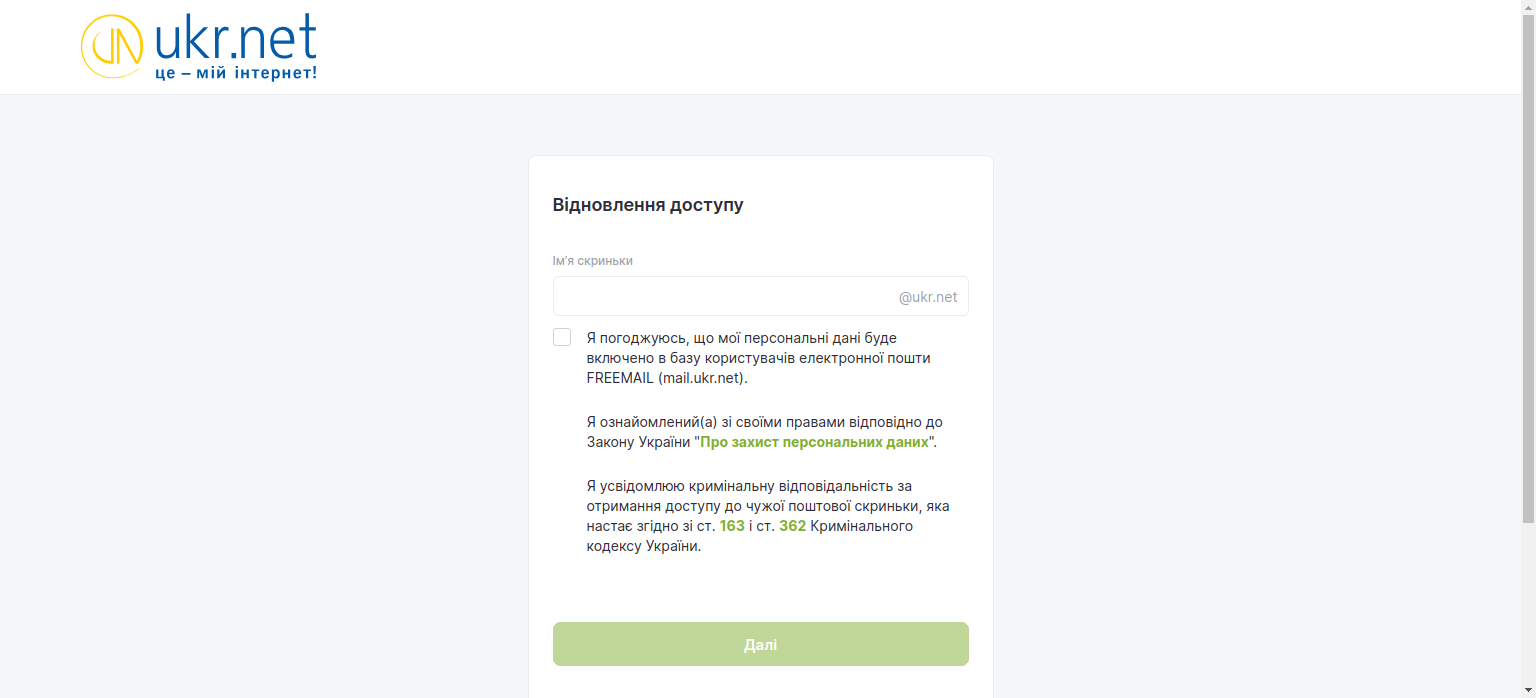 ukr.net
це – мій інтернет!
Відновлення доступу
Ім'я скриньки
@ukr.net
Я погоджуюсь, що мої персональні дані буде
включено в базу користувачів електронної пошти
FREEMAIL (mail.ukr.net).
Я ознайомлений(а) зі своїми правами відповідно до
Закону України "Про захист персональних даних".
Я усвідомлюю кримінальну відповідальність за
отримання доступу до чужої поштової скриньки, яка
настає згідно зі ст. 163 і ст. 362 Кримінального
кодексу України.
Далі